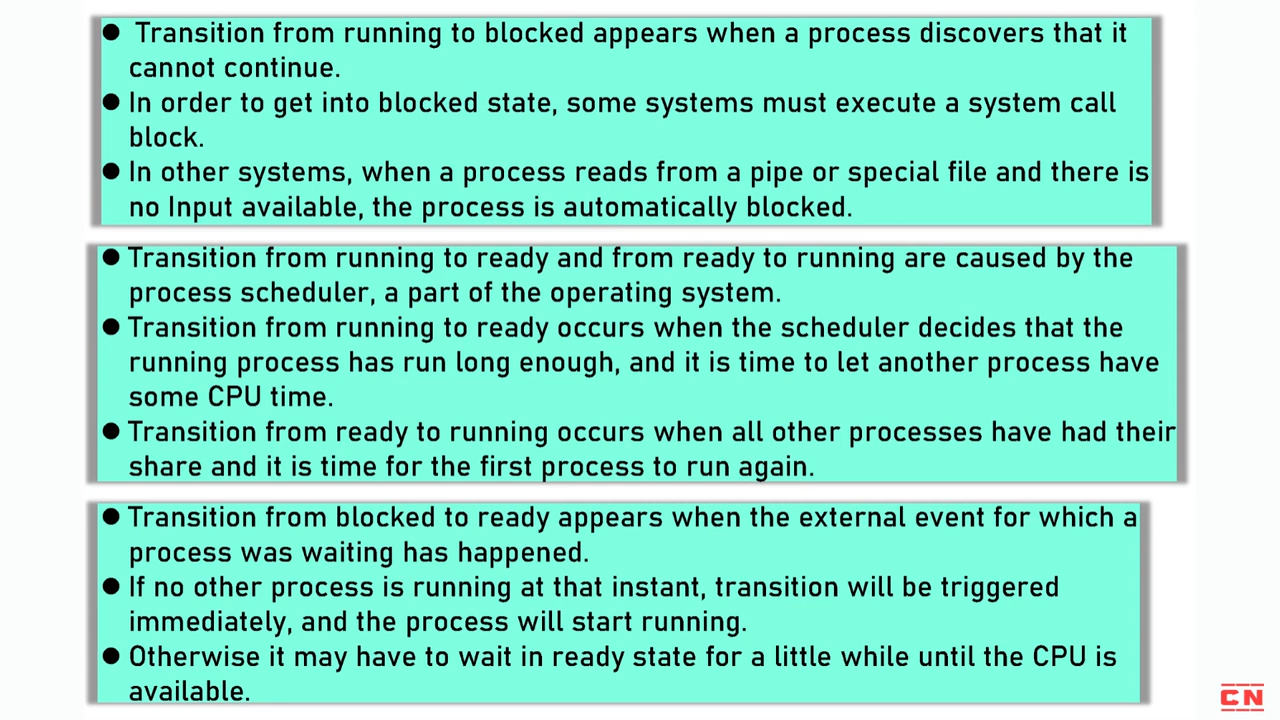 ● Transition from running to blocked appears when a process discovers that it
cannot continue.
● In order to get into blocked state, some systems must execute a system call
block.
● In other systems, when a process reads from a pipe or special file and there is
no Input available, the process is automatically blocked.
● Transition from running to ready and from ready to running are caused by the
process scheduler, a part of the operating system.
● Transition from running to ready occurs when the scheduler decides that the
running process has run long enough, and it is time to let another process have
some CPU time.
● Transition from ready to running occurs when all other processes have had their
share and it is time for the first process to run again.
● Transition from blocked to ready appears when the external event for which a
process was waiting has happened.
● If no other process is running at that instant, transition will be triggered
immediately, and the process will start running.
● Otherwise it may have to wait in ready state for a little while until the CPU is
available.
CN